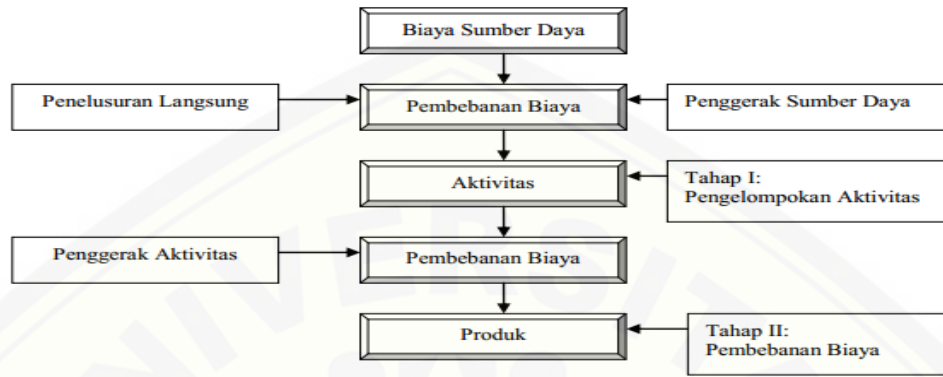 Biaya Sumber Daya
Penelusuran Langsung
Pembebanan Biaya
Penggerak Sumber Daya
Aktivitas
Tahap I:
Pengelompokan Aktivitas
Penggerak Aktivitas
Pembebanan Biaya
Produk
Tahap II:
Pembebanan Biaya